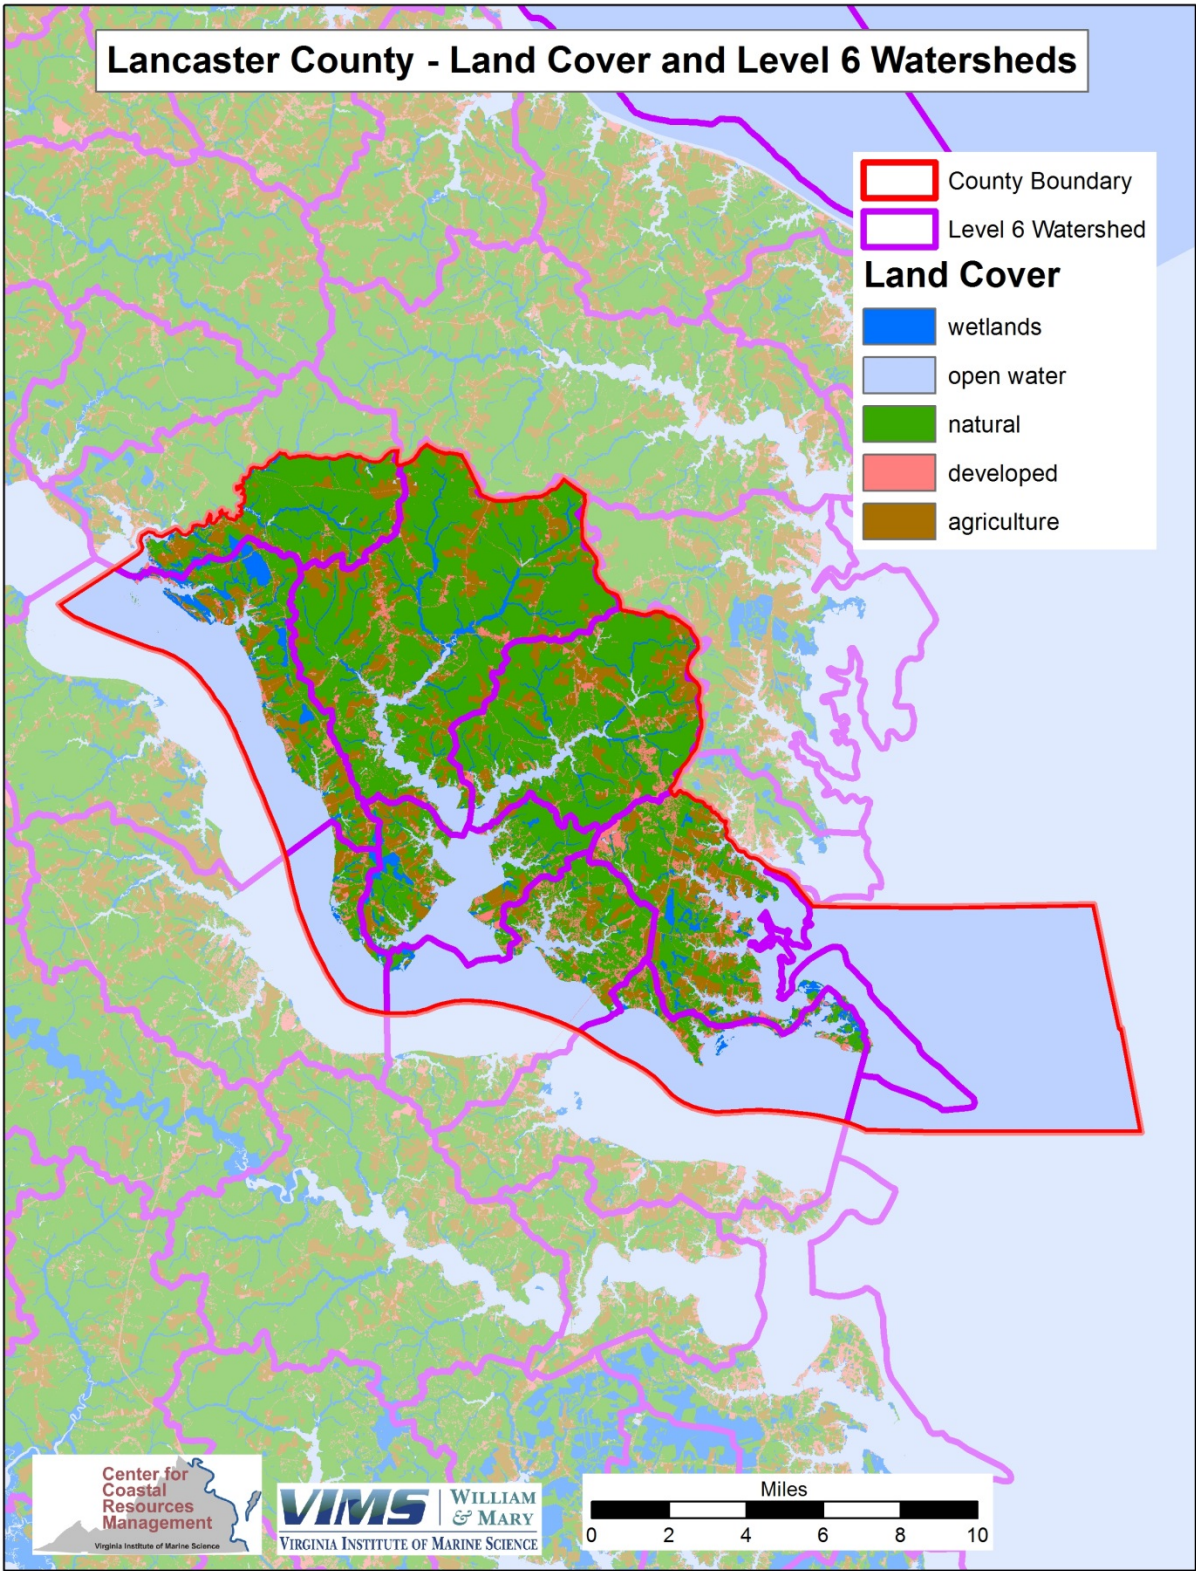 Lancaster County - Land Cover and Level 6 Watersheds
County Boundary
Level 6 Watershed
Land Cover
wetlands
open water
natural
developed
agriculture
Center for
Coastal
Resources
Management
Virginia Institute of Marine Science
VIMS
WILLIAM
& MARY
VIRGINIA INSTITUTE OF MARINE SCIENCE
Miles
0 2 4 6 8 10